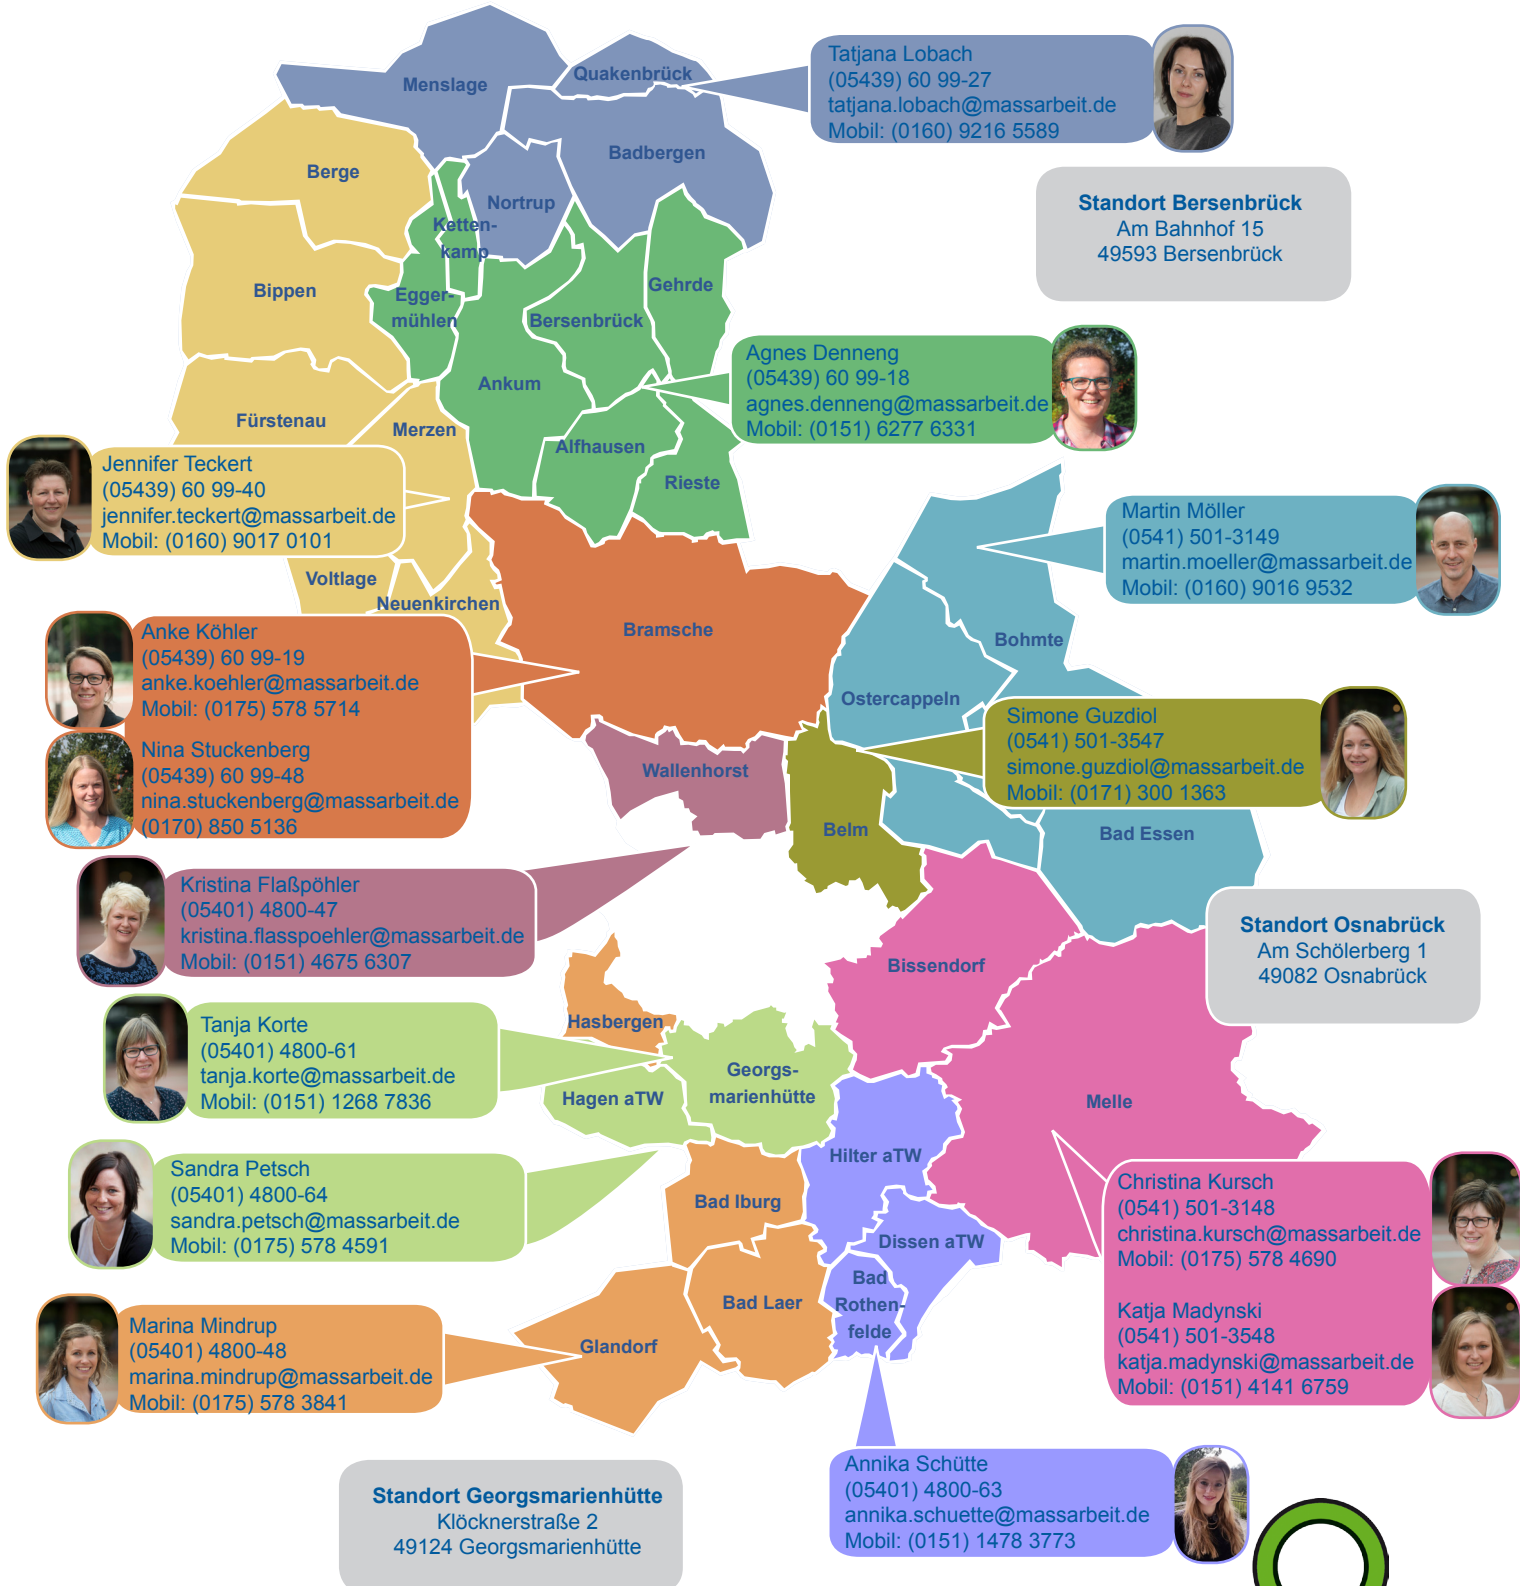 Menslage
Quakenbrück
Badbergen
Berge
Nortrup
Ketten-
kamp
Bippen
Egger-
mühlen
Bersenbrück
Gehrde
Ankum
Fürstenau
Merzen
Alfhausen
Rieste
Voltlage
Neuenkirchen
Bramsche
Bohmte
Ostercappeln
Wallenhorst
Belm
Bad Essen
Bissendorf
Hasbergen
Georgs-
marienhütte
Hagen aTW
Melle
Hilter aTW
Bad Iburg
Dissen aTW
Bad
Rothen-
felde
Bad Laer
Glandorf
Tatjana Lobach
(05439) 60 99-27
tatjana.lobach@massarbeit.de
Mobil: (0160) 9216 5589
Standort Bersenbrück
Am Bahnhof 15
49593 Bersenbrück
Agnes Denneng
(05439) 60 99-18
agnes.denneng@massarbeit.de
Mobil: (0151) 6277 6331
Jennifer Teckert
(05439) 60 99-40
jennifer.teckert@massarbeit.de
Mobil: (0160) 9017 0101
Martin Möller
(0541) 501-3149
martin.moeller@massarbeit.de
Mobil: (0160) 9016 9532
Anke Köhler
(05439) 60 99-19
anke.koehler@massarbeit.de
Mobil: (0175) 578 5714
Nina Stuckenberg
(05439) 60 99-48
nina.stuckenberg@massarbeit.de
(0170) 850 5136
Simone Guzdiol
(0541) 501-3547
simone.guzdiol@massarbeit.de
Mobil: (0171) 300 1363
Kristina Flaßpöhler
(05401) 4800-47
kristina.flasspoehler@massarbeit.de
Mobil: (0151) 4675 6307
Standort Osnabrück
Am Schölerberg 1
49082 Osnabrück
Tanja Korte
(05401) 4800-61
tanja.korte@massarbeit.de
Mobil: (0151) 1268 7836
Sandra Petsch
(05401) 4800-64
sandra.petsch@massarbeit.de
Mobil: (0175) 578 4591
Christina Kursch
(0541) 501-3148
christina.kursch@massarbeit.de
Mobil: (0175) 578 4690
Katja Madynski
(0541) 501-3548
katja.madynski@massarbeit.de
Mobil: (0151) 4141 6759
Marina Mindrup
(05401) 4800-48
marina.mindrup@massarbeit.de
Mobil: (0175) 578 3841
Annika Schütte
(05401) 4800-63
annika.schuette@massarbeit.de
Mobil: (0151) 1478 3773
Standort Georgsmarienhütte
Klöcknerstraße 2
49124 Georgsmarienhütte